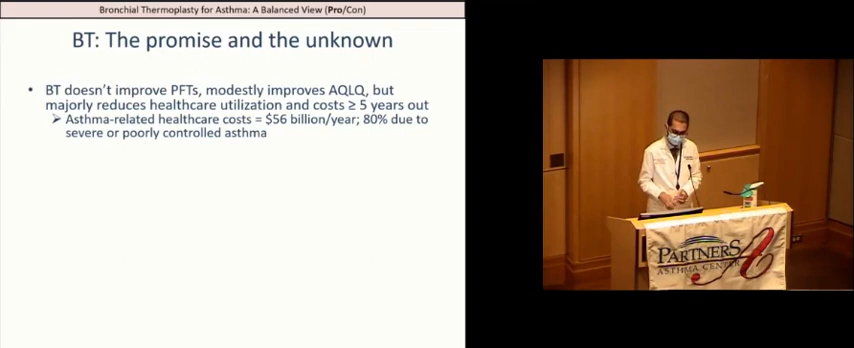 Bronchial Thermoplasty for Asthma: A Balanced View (Pro/Con)
BT: The promise and the unknown
• BT doesn't improve PFTs, modestly improves AQLQ, but
majorly reduces healthcare utilization and costs ≥ 5 years out
➢ Asthma-related healthcare costs = $56 billion/year; 80% due to
severe or poorly controlled asthma
PARTNERS
ASTHMA CENTER